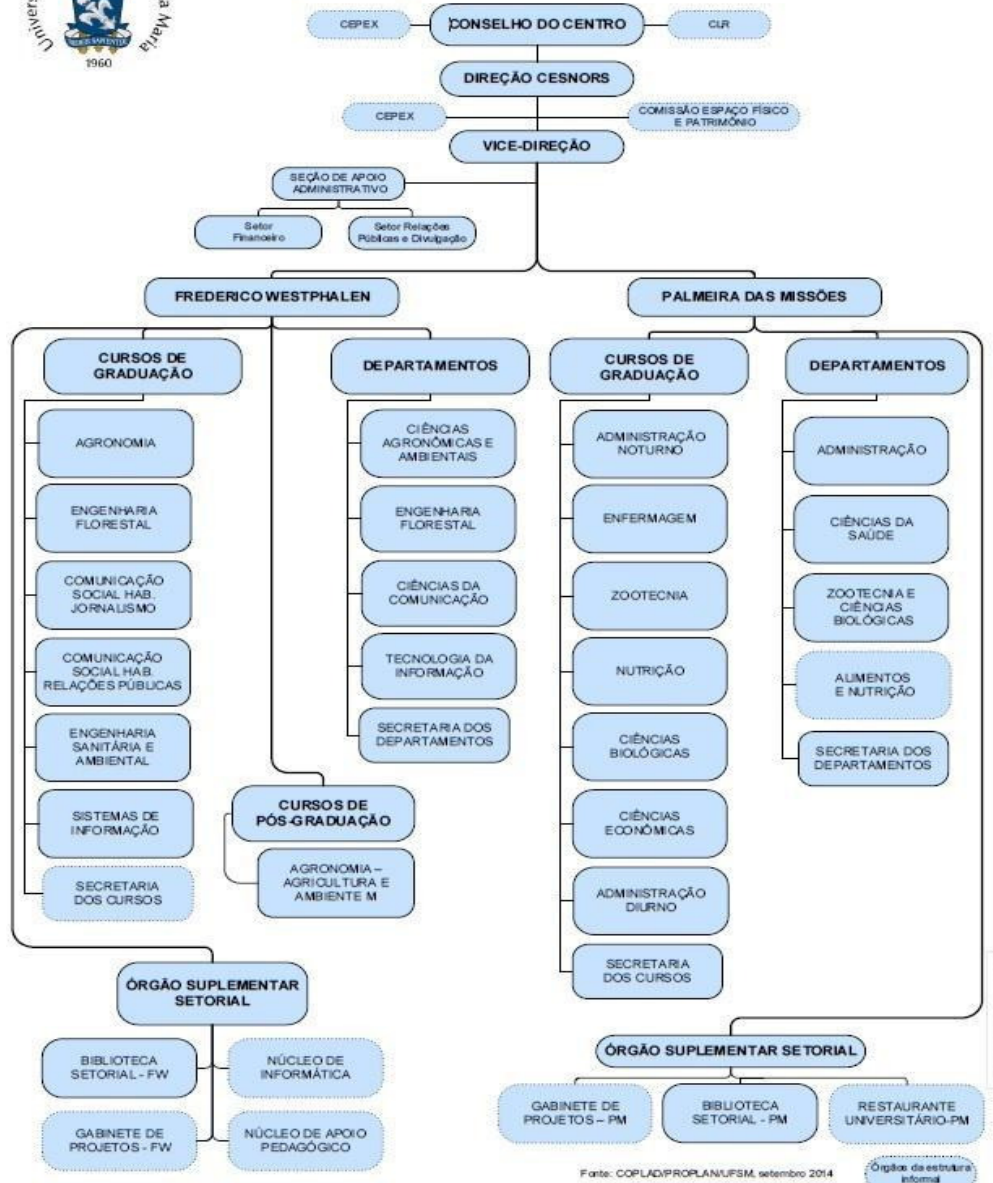 Univers
a Maria
SEDES SAPIENTIAE
1960
CEPEX
CONSELHO DO CENTRO
CLR
DIREÇÃO CESNORS
CEPEX
COMISSÃO ESPAÇO FÍSICO
E PATRIMÔNIO
VICE-DIREÇÃO
SEÇÃO DE APOIO
ADMINISTRATIVO
Setor
Financeiro
Setor Relações
Públicas e Divulgação
FREDERICO WESTPHALEN
PALMEIRA DAS MISSÕES
CURSOS DE
GRADUAÇÃO
AGRONOMIA
ENGENHARIA
FLORESTAL
COMUNICAÇÃO
SOCIAL HAB.
JORNALISMO
COMUNICAÇÃO
SOCIAL HAB.
RELAÇÕES PÚBLICAS
ENGENHARIA
SANITÁRIA E
AMBIENTAL
SISTEMAS DE
INFORMAÇÃO
SECRETARIA
DOS CURSOS
DEPARTAMENTOS
CIÊNCIAS
AGRONÔMICAS E
AMBIENTAIS
ENGENHARIA
FLORESTAL
CIÊNCIAS DA
COMUNICAÇÃO
TECNOLOGIA DA
INFORMAÇÃO
SECRETARIA DOS
DEPARTAMENTOS
CURSOS DE
PÓS-GRADUAÇÃO
AGRONOMIA –
AGRICULTURA E
AMBIENTE M
ÓRGÃO SUPLEMENTAR
SETORIAL
BIBLIOTECA
SETORIAL - FW
NÚCLEO DE
INFORMÁTICA
GABINETE DE
PROJETOS - FW
NÚCLEO DE APOIO
PEDAGÓGICO
CURSOS DE
GRADUAÇÃO
ADMINISTRAÇÃO
NOTURNO
ENFERMAGEM
ZOOTECNIA
NUTRIÇÃO
CIÊNCIAS
BIOLÓGICAS
CIÊNCIAS
ECONÔMICAS
ADMINISTRAÇÃO
DIURNO
SECRETARIA
DOS CURSOS
DEPARTAMENTOS
ADMINISTRAÇÃO
CIÊNCIAS DA
SAÚDE
ZOOTECNIA E
CIÊNCIAS
BIOLÓGICAS
ALIMENTOS
E NUTRIÇÃO
SECRETARIA DOS
DEPARTAMENTOS
ÓRGÃO SUPLEMENTAR SETORIAL
GABINETE DE
PROJETOS – PM
BIBLIOTECA
SETORIAL - PM
RESTAURANTE
UNIVERSITÁRIO-PM
Fonte: COPLAD/PROPLAN/UFSM, setembro 2014
Órgãos da estrutura
informal